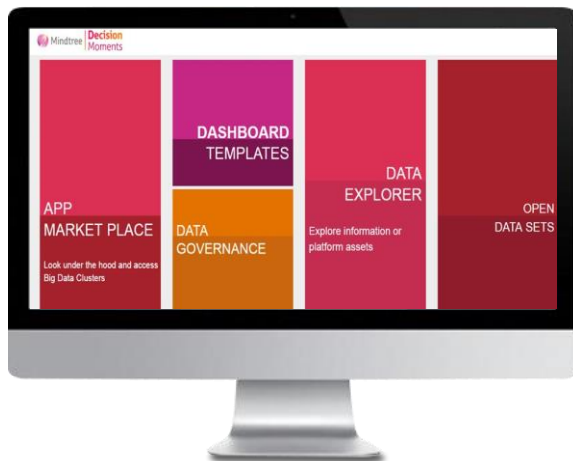 Mindtree
Decision
Moments
APP
MARKET PLACE
Look under the hood and access
Big Data Clusters
DASHBOARD
TEMPLATES
DATA
GOVERNANCE
DATA
EXPLORER
Explore information or
platform assets
OPEN
DATA SETS